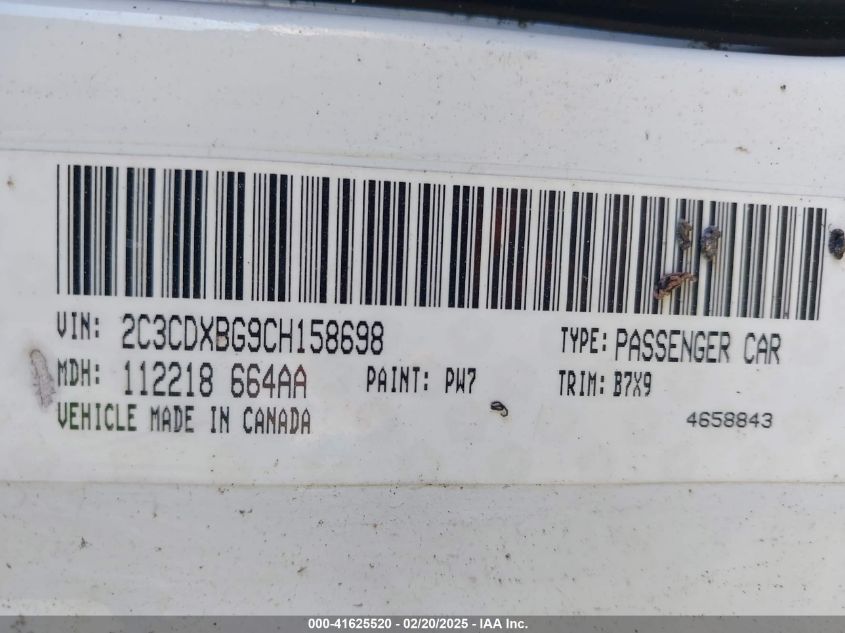 VIN: 2C3CDXBG9CH158698 TYPE: PASSENGER CAR
MDH: 112218 664AA PAINT: PW7 TRIM: B7X9
VEHICLE MADE IN CANADA 4658843
000-41625520 - 02/20/2025 - IAA Inc.